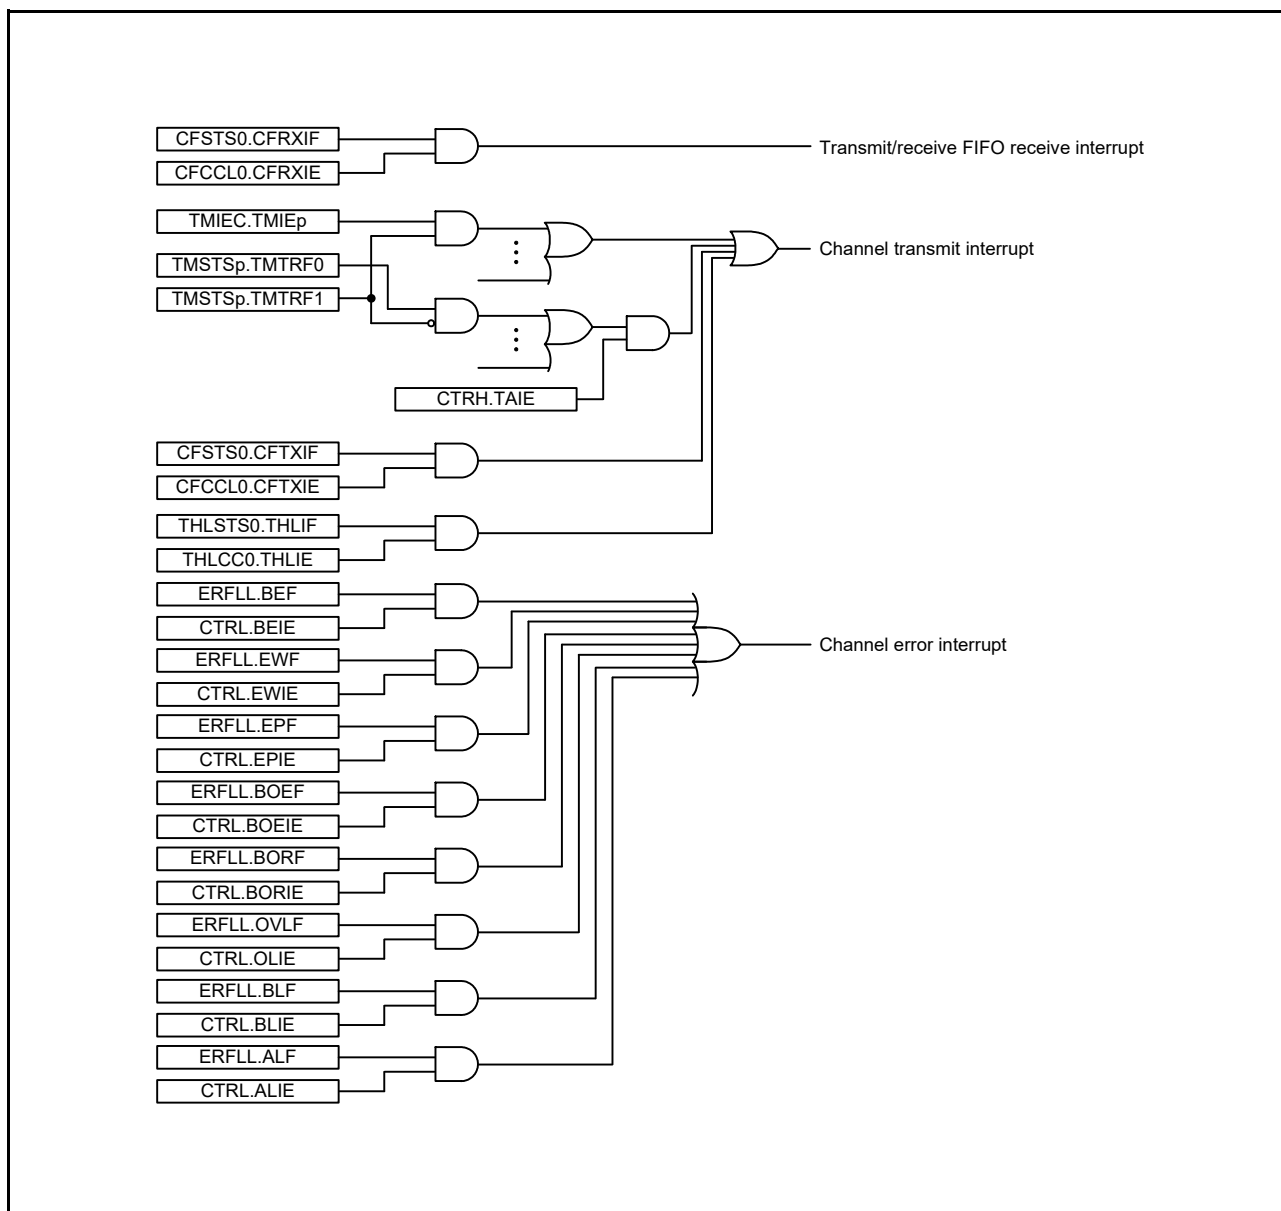 CFSTS0.CFRXIF
Transmit/receive FIFO receive interrupt
CFCCL0.CFRXIE
TMIEC.TMIEp
Channel transmit interrupt
TMSTSp.TMTRF0
TMSTSp.TMTRF1
CTRH.TAIE
CFSTS0.CFTXIF
CFCCL0.CFTXIE
THLSTS0.THLIF
THLCC0.THLIE
ERFLL.BEF
CTRL.BEIE
Channel error interrupt
ERFLL.EWF
CTRL.EWIE
ERFLL.EPF
CTRL.EPIE
ERFLL.BOEF
CTRL.BOEIE
ERFLL.BORF
CTRL.BORIE
ERFLL.OVLF
CTRL.OLIE
ERFLL.BLF
CTRL.BLIE
ERFLL.ALF
CTRL.ALIE